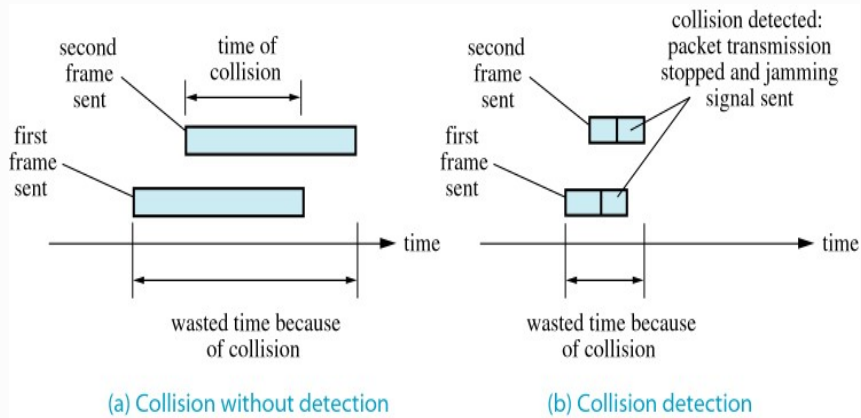 second
frame
sent
time of
collision
first
frame
sent
time
wasted time because
of collision
(a) Collision without detection
collision detected:
packet transmission
stopped and jamming
signal sent
second
frame
sent
first
frame
sent
time
wasted time because
of collision
(b) Collision detection